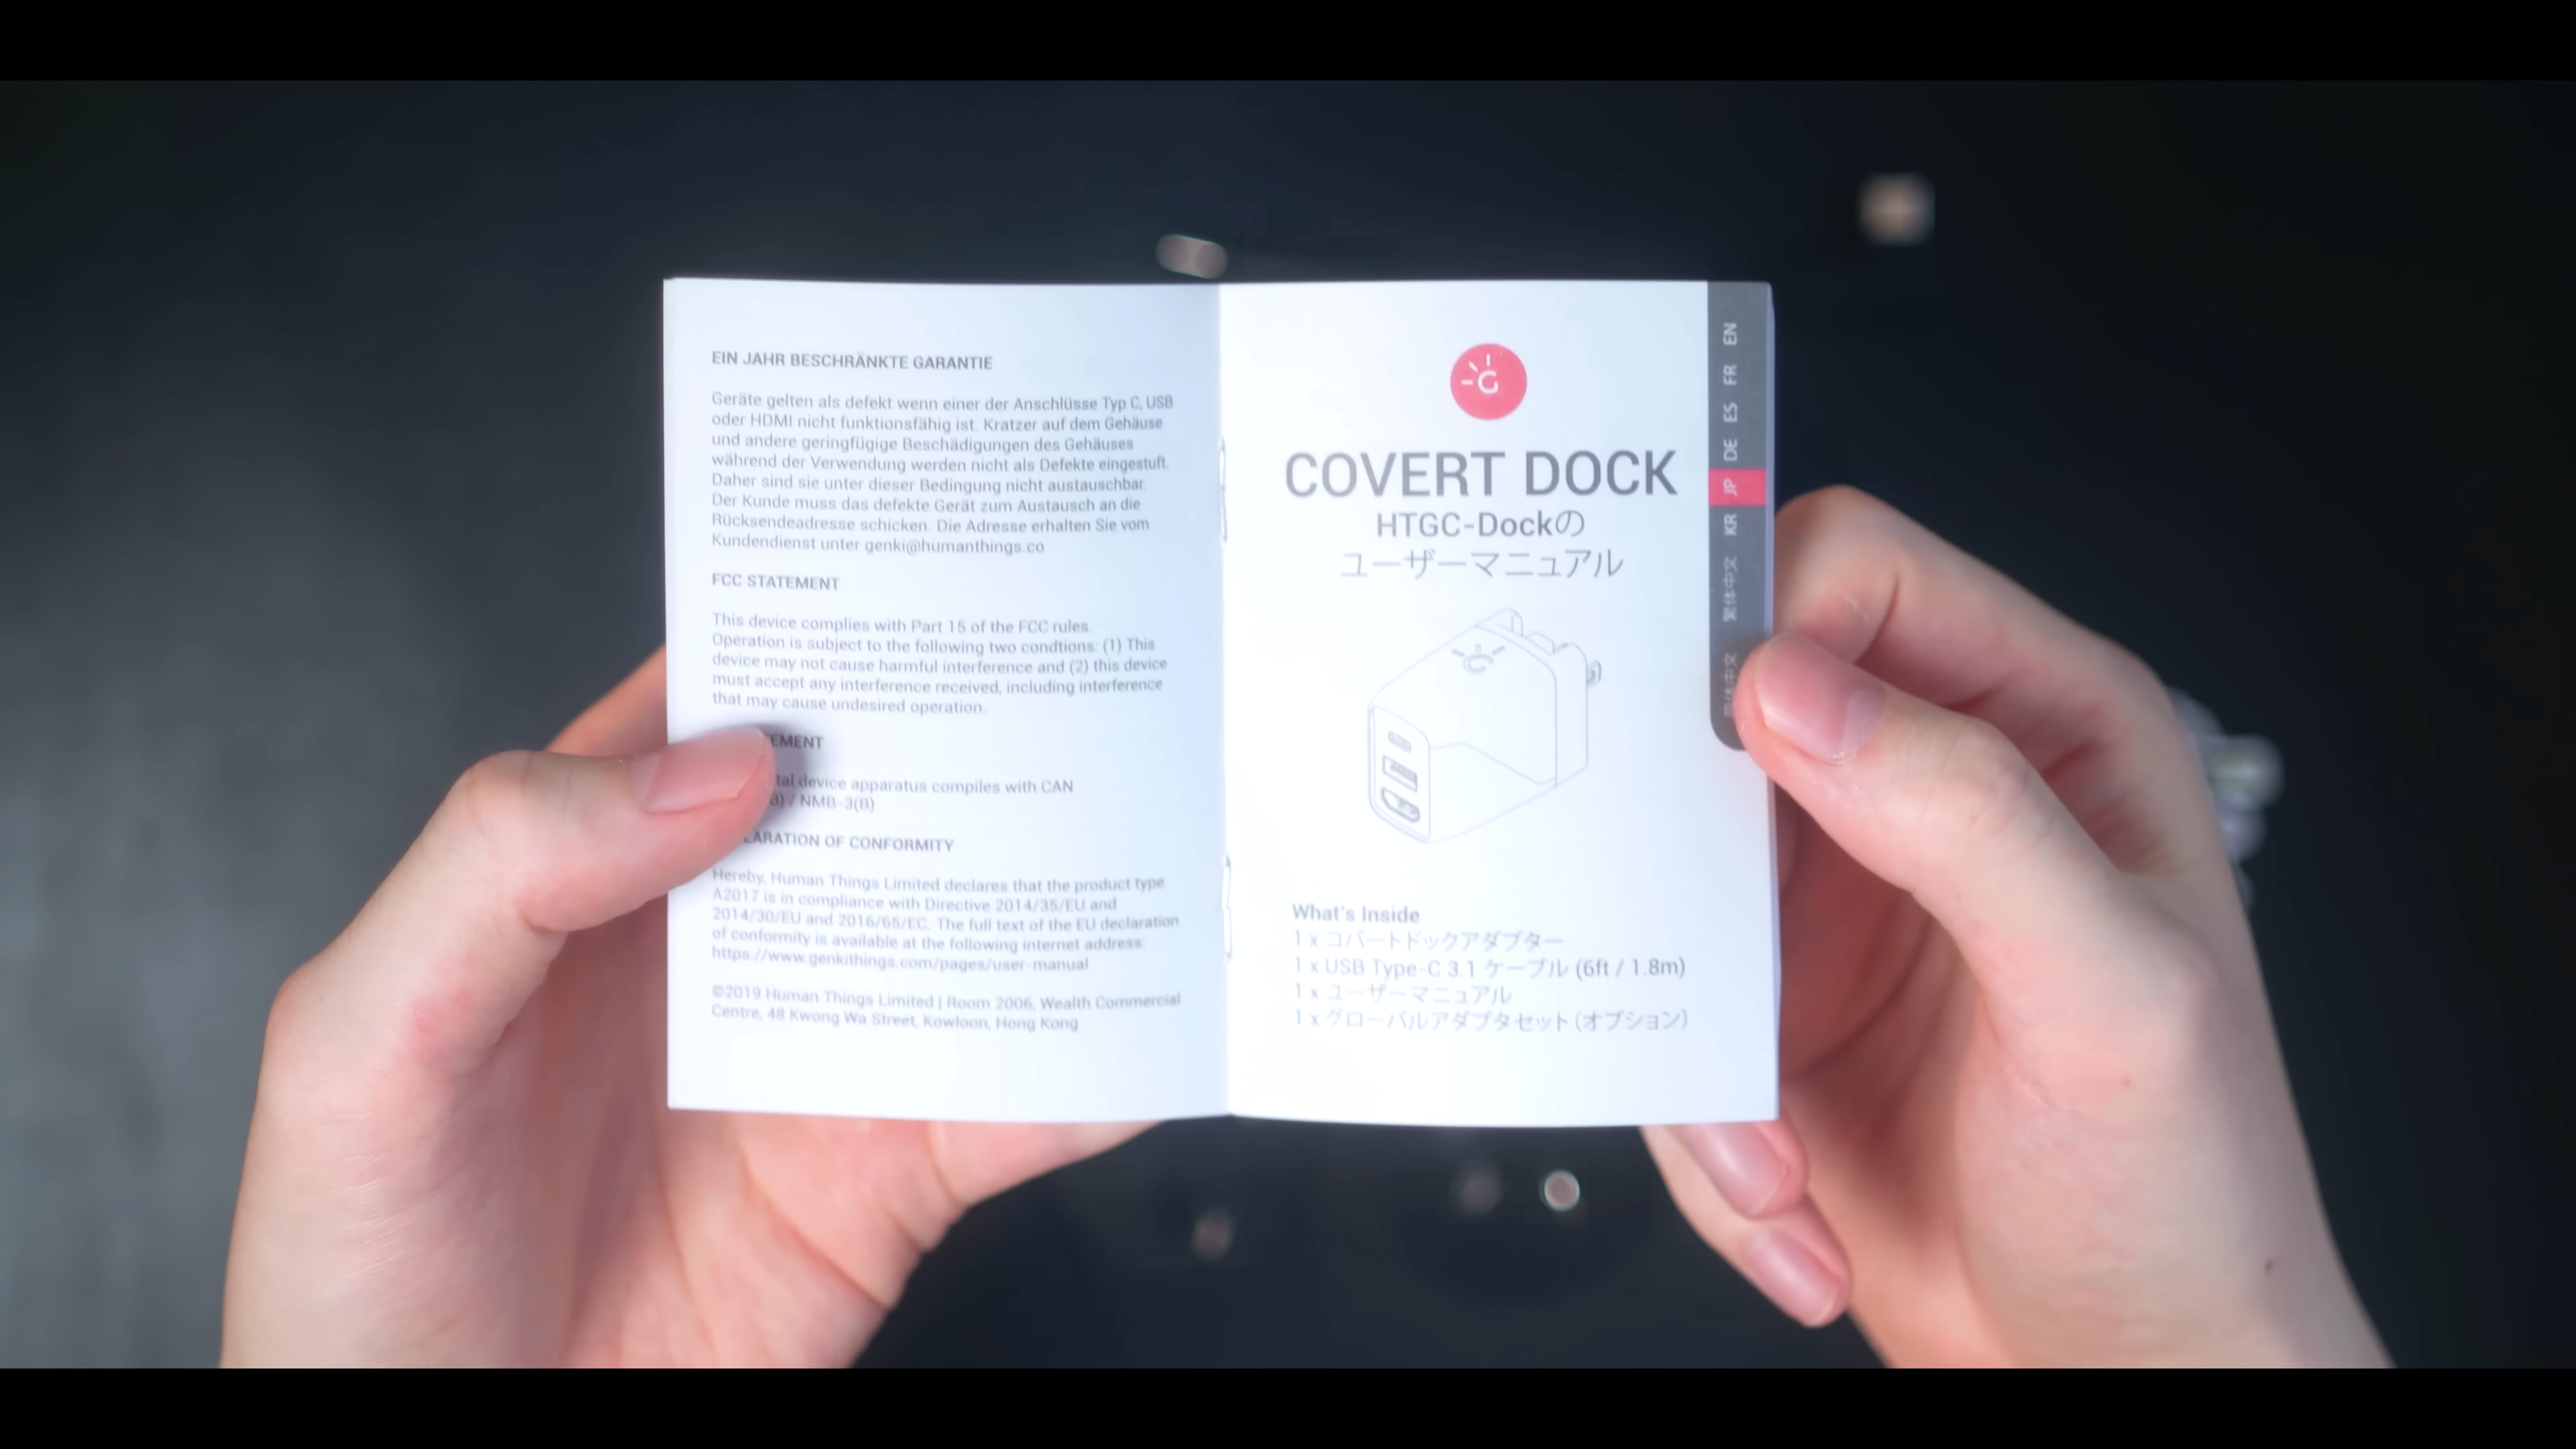 EIN JAHR BESCHRÄNKTE GARANTIE
Geräte gelten als defekt wenn einer der Anschlüsse Typ C, USB
oder HDMI nicht funktionsfähig ist. Kratzer auf dem Gehäuse
und andere geringfügige Beschädigungen des Gehäuses
während der Verwendung werden nicht als Defekte eingestuft.
Daher sind sie unter dieser Bedingung nicht austauschbar.
Der Kunde muss das defekte Gerät zum Austausch an die
Rücksendeadresse schicken. Die Adresse erhalten Sie vom
Kundendienst unter genki@humanthings.co
FCC STATEMENT
This device complies with Part 15 of the FCC rules.
Operation is subject to the following two condtions: (1) This
device may not cause harmful interference and (2) this device
must accept any interference received, including interference
that may cause undesired operation.
device apparatus compiles with CAN
/ NMB-3(B)
OF CONFORMITY
Hereby, Human Things Limited declares that the product type
A2017 is in compliance with Directive 2014/35/EU and
2014/30/EU and 2016/65/EC. The full text of the EU declaration
of conformity is available at the following internet address:
https://www.genkithings.com/pages/user-manual
©2019 Human Things Limited | Room 2006, Wealth Commercial
Centre, 48 Kwong Wa Street, Kowloon, Hong Kong
COVERT DOCK
HTGC-Dockの
ユーザーマニュアル
What's Inside
1 x コバートドックアダプター
1 x USB Type-C 3.1 ケーブル (6ft / 1.8m)
1 x ユーザーマニュアル
1 x グローバルアダプタセット (オプション)
EN
FR
ES
DE
JP
KR
繁体中文